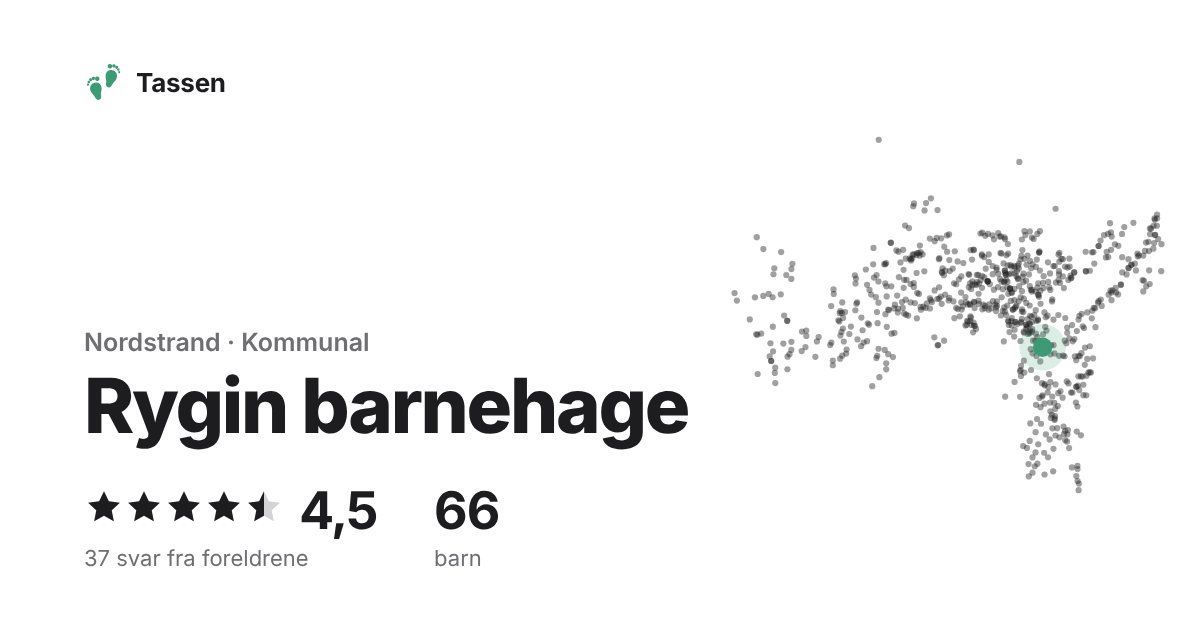 Tassen
Nordstrand · Kommunal
Rygin barnehage
4,5
66
37 svar fra foreldrene
barn